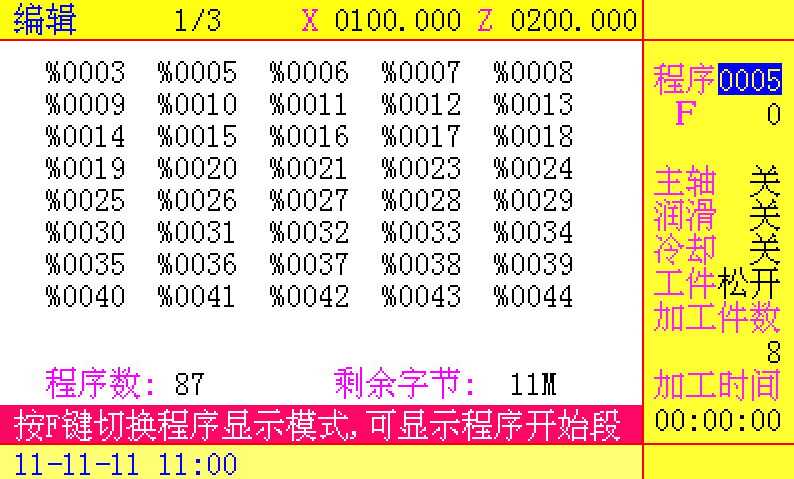 编辑 1/3 X 0100.000 Z 0200.000
%0003 %0005 %0006 %0007 %0008
%0009 %0010 %0011 %0012 %0013
%0014 %0015 %0016 %0017 %0018
%0019 %0020 %0021 %0023 %0024
%0025 %0026 %0027 %0028 %0029
%0030 %0031 %0032 %0033 %0034
%0035 %0036 %0037 %0038 %0039
%0040 %0041 %0042 %0043 %0044
程序数: 87 剩余字节: 11M
按F键切换程序显示模式,可显示程序开始段
11-11-11 11:00
程序0005
F 0
主轴 关
润滑 关
冷却 关
工件松开
加工件数
8
加工时间
00:00:00